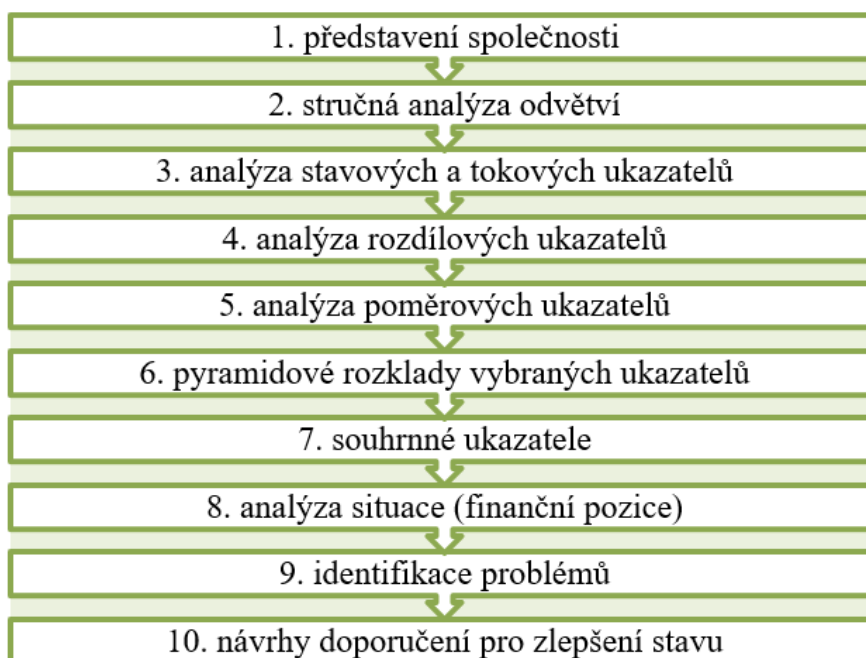 1. představení společnosti
2. stručná analýza odvětví
3. analýza stavových a tokových ukazatelů
4. analýza rozdílových ukazatelů
5. analýza poměrových ukazatelů
6. pyramidové rozklady vybraných ukazatelů
7. souhrnné ukazatele
8. analýza situace (finanční pozice)
9. identifikace problémů
10. návrhy doporučení pro zlepšení stavu